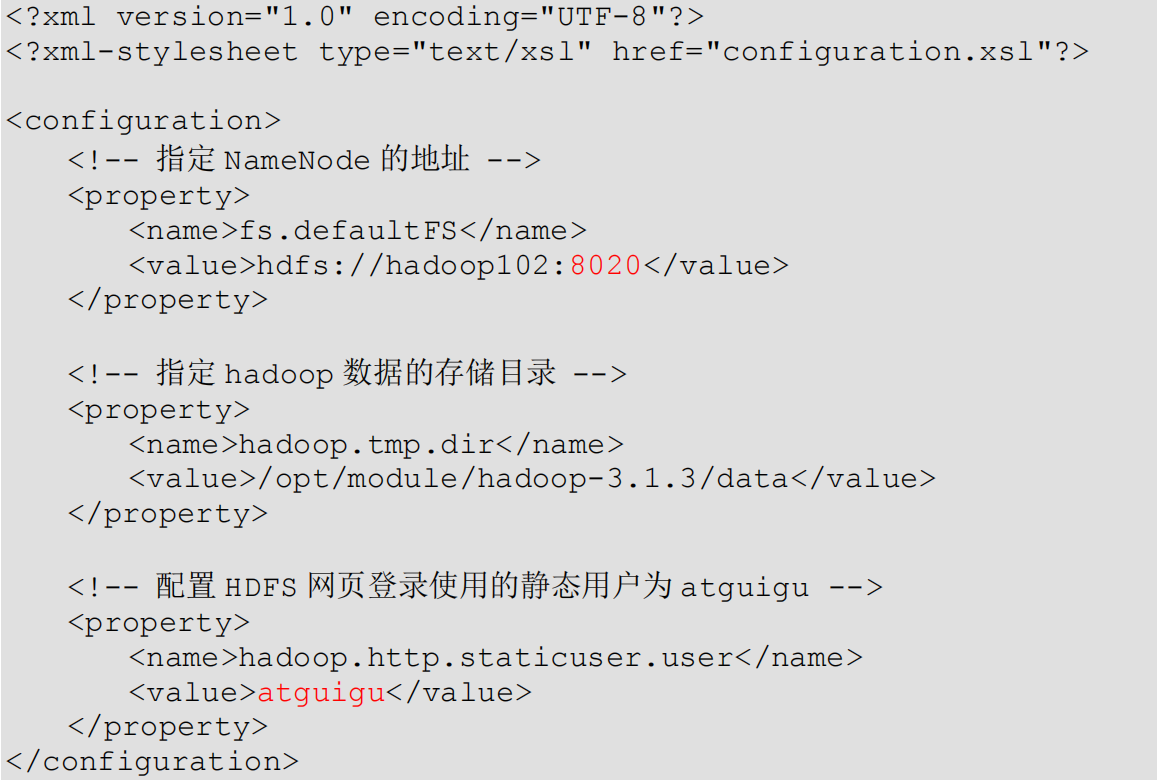 <?xml version="1.0" encoding="UTF-8"?>
<?xml-stylesheet type="text/xsl" href="configuration.xsl"?>
<configuration>
<!-- 指定 NameNode 的地址 -->
<property>
<name>fs.defaultFS</name>
<value>hdfs://hadoop102:8020</value>
</property>
<!-- 指定 hadoop 数据的存储目录 -->
<property>
<name>hadoop.tmp.dir</name>
<value>/opt/module/hadoop-3.1.3/data</value>
</property>
<!-- 配置 HDFS 网页登录使用的静态用户为 atguigu -->
<property>
<name>hadoop.http.staticuser.user</name>
<value>atguigu</value>
</property>
</configuration>